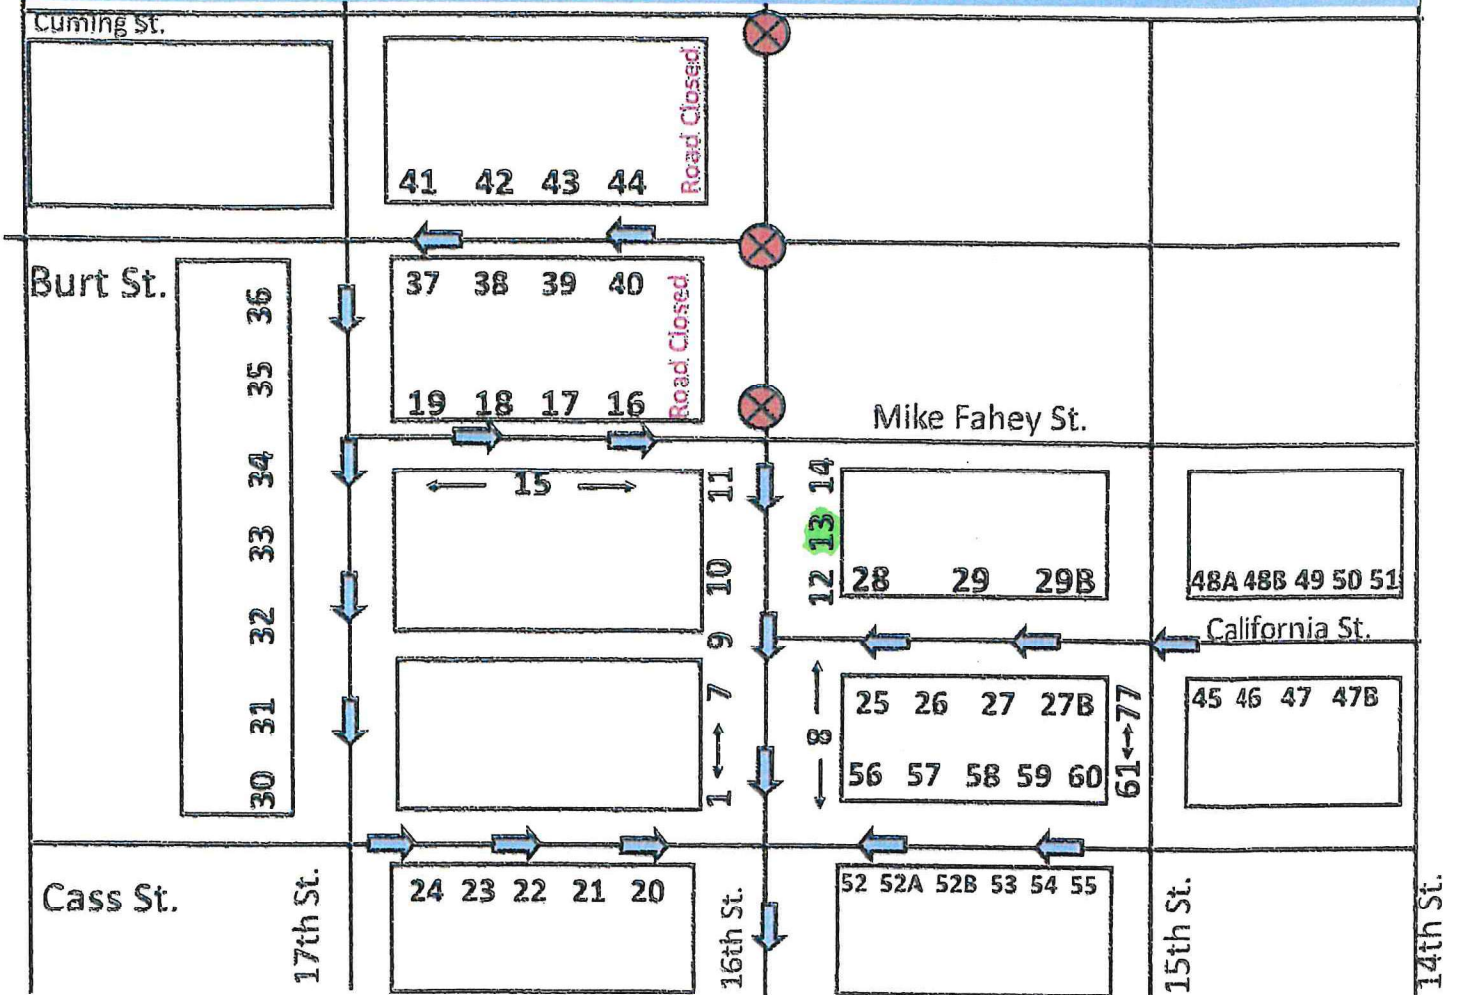 Cuming St.
Road Closed
41 42 43 44
Burt St.
37 38 39 40
Road Closed
36
35
34
33
32
31
30
19 18 17 16
Mike Fahey St.
15
11
10
9
14
13
12
28 29 29B
48A 48B 49 50 51
California St.
1 7
8
25 26 27 27B
56 57 58 59 60
61 77
45 46 47 47B
Cass St.
24 23 22 21 20
52 52A 52B 53 54 55
17th St.
16th St.
15th St.
14th St.